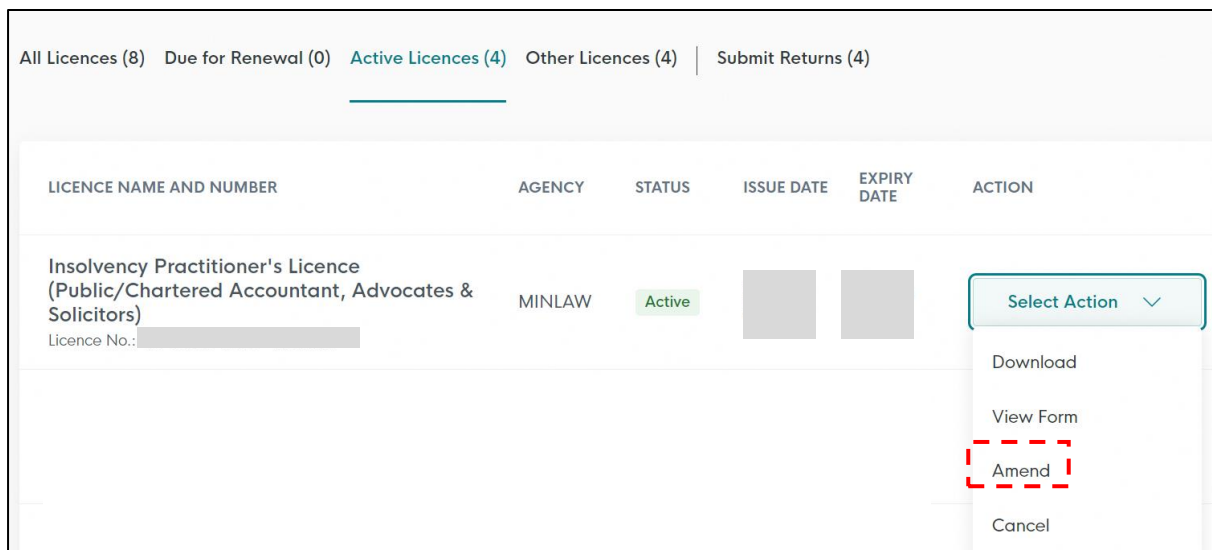 All Licences (8) Due for Renewal (0) Active Licences (4) Other Licences (4) Submit Returns (4)
LICENCE NAME AND NUMBER AGENCY STATUS ISSUE DATE EXPIRY DATE ACTION
Insolvency Practitioner's Licence
(Public/Chartered Accountant, Advocates &
Solicitors)
Licence No.:
MINLAW
Active
Select Action
Download
View Form
Amend
Cancel